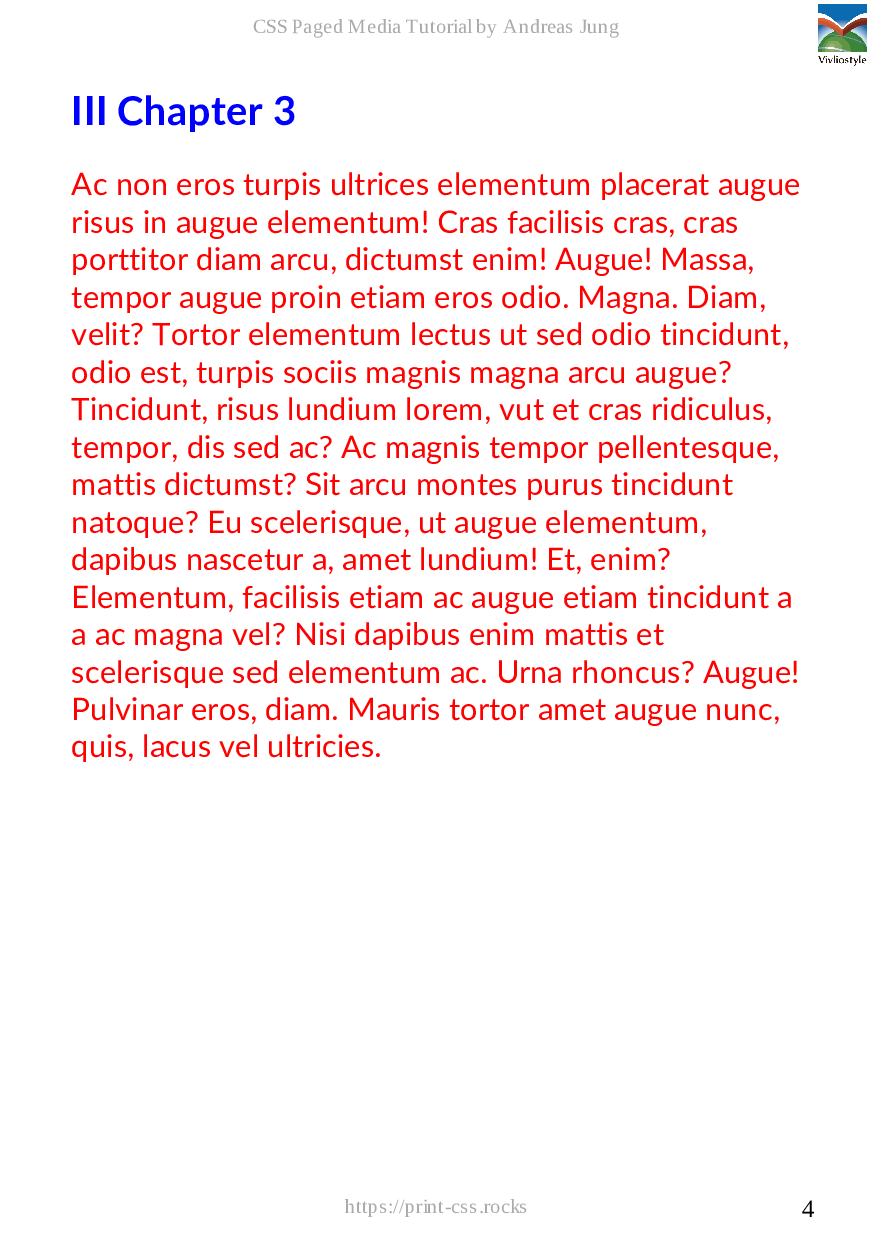 CSS Paged Media Tutorial by Andreas Jung
Vivliostyle
III Chapter 3
Ac non eros turpis ultrices elementum placerat augue
risus in augue elementum! Cras facilisis cras, cras
porttitor diam arcu, dictumst enim! Augue! Massa,
tempor augue proin etiam eros odio. Magna. Diam,
velit? Tortor elementum lectus ut sed odio tincidunt,
odio est, turpis sociis magnis magna arcu augue?
Tincidunt, risus lundium lorem, vut et cras ridiculus,
tempor, dis sed ac? Ac magnis tempor pellentesque,
mattis dictumst? Sit arcu montes purus tincidunt
natoque? Eu scelerisque, ut augue elementum,
dapibus nascetur a, amet lundium! Et, enim?
Elementum, facilisis etiam ac augue etiam tincidunt a
a ac magna vel? Nisi dapibus enim mattis et
scelerisque sed elementum ac. Urna rhoncus? Augue!
Pulvinar eros, diam. Mauris tortor amet augue nunc,
quis, lacus vel ultricies.
https://print-css.rocks
4